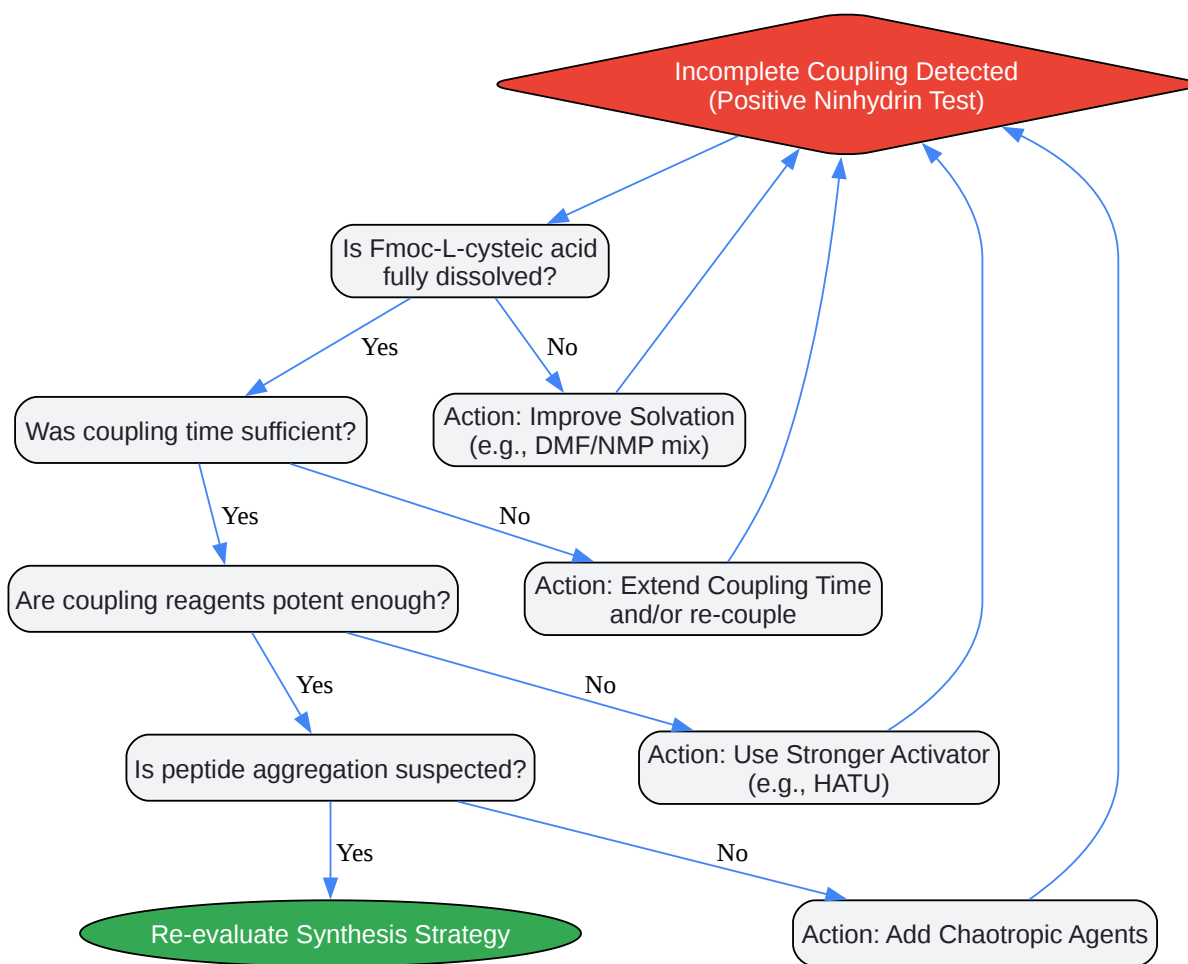 Incomplete Coupling Detected
(Positive Ninhydrin Test)
Is Fmoc-L-cysteic acid
fully dissolved?
Yes
No
Was coupling time sufficient?
Action: Improve Solvation
(e.g., DMF/NMP mix)
Yes
No
Are coupling reagents potent enough?
Action: Extend Coupling Time
and/or re-couple
Yes
No
Is peptide aggregation suspected?
Action: Use Stronger Activator
(e.g., HATU)
Yes
No
Re-evaluate Synthesis Strategy
Action: Add Chaotropic Agents